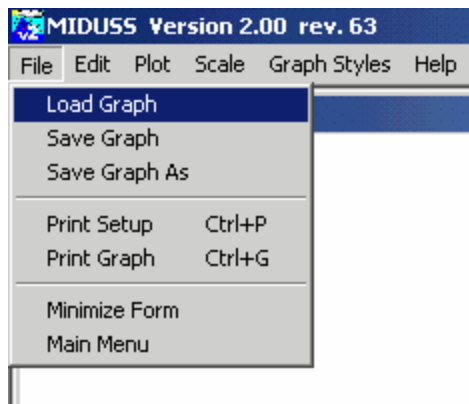 MIDUSS Version 2.00 rev. 63
File Edit Plot Scale Graph Styles Help
Load Graph
Save Graph
Save Graph As
Print Setup Ctrl+P
Print Graph Ctrl+G
Minimize Form
Main Menu